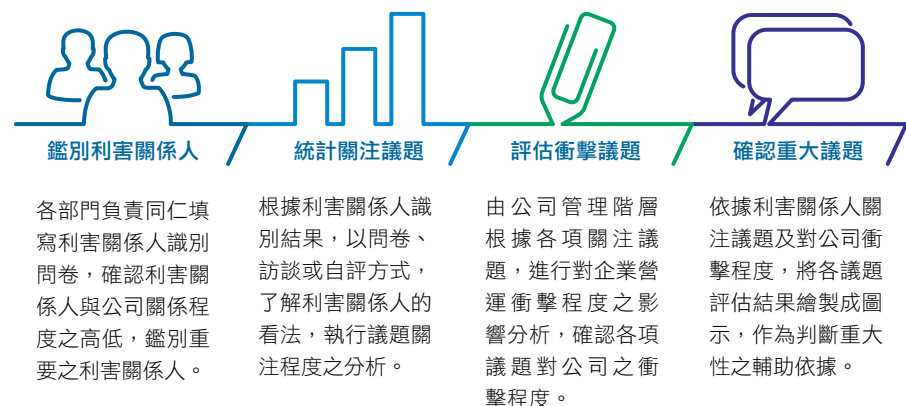 鑑別利害關係人
各部門負責同仁填
寫利害關係人識別
問卷，確認利害關
係人與公司關係程
度之高低，鑑別重
要之利害關係人。
統計關注議題
根據利害關係人識
別結果，以問卷、
訪談或自評方式，
了解利害關係人的
看法，執行議題關
注程度之分析。
評估衝擊議題
由公司管理階層
根據各項關注議
題，進行對企業營
運衝擊程度之影
響分析，確認各項
議題對公司之衝
擊程度。
確認重大議題
依據利害關係人關
注議題及對公司衝
擊程度，將各議題
評估結果繪製成圖
示，作為判斷重大
性之輔助依據。